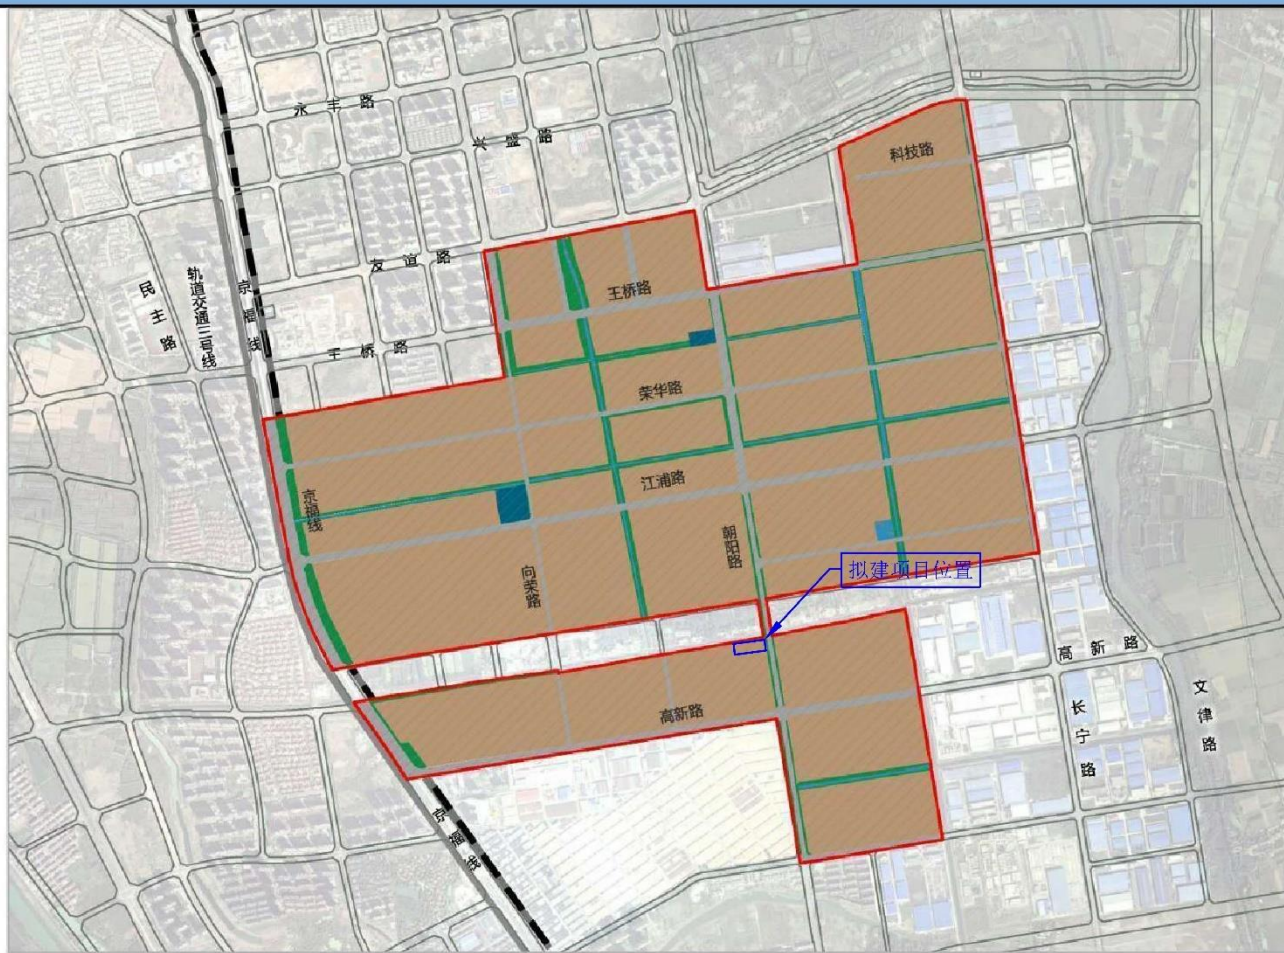 永丰路
兴盛路
科技路
友谊路
民主路
轨道交通三号线
京福线
王桥路
王桥路
荣华路
江浦路
京福线
朝阳路
向荣路
拟建项目位置
高新路
高新路
长宁路
文津路
京福线